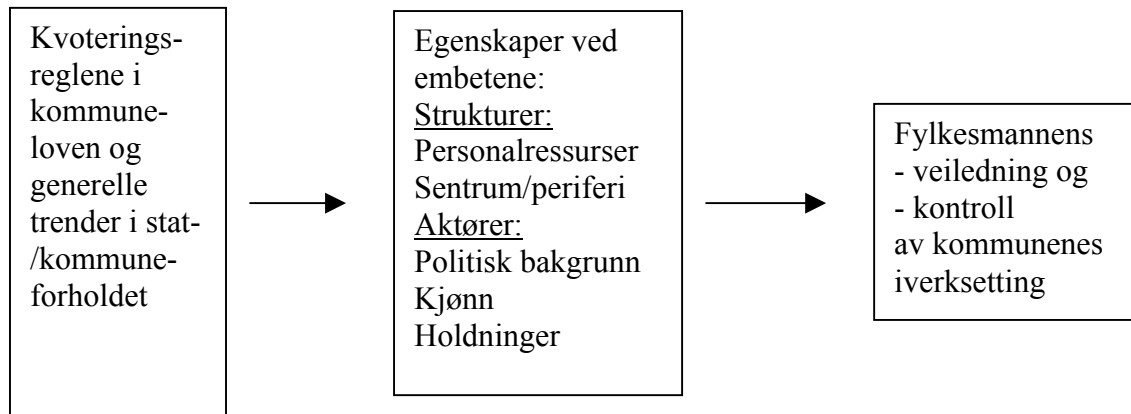 Kvoterings-
reglene i
kommune-
loven og
generelle
trender i stat-
/kommune-
forholdet
Egenskaper ved
embetene:
Strukturer:
Personalressurser
Sentrum/periferi
Aktører:
Politisk bakgrunn
Kjønn
Holdninger
Fylkesmannens
- veiledning og
- kontroll
av kommunenes
iverksetting